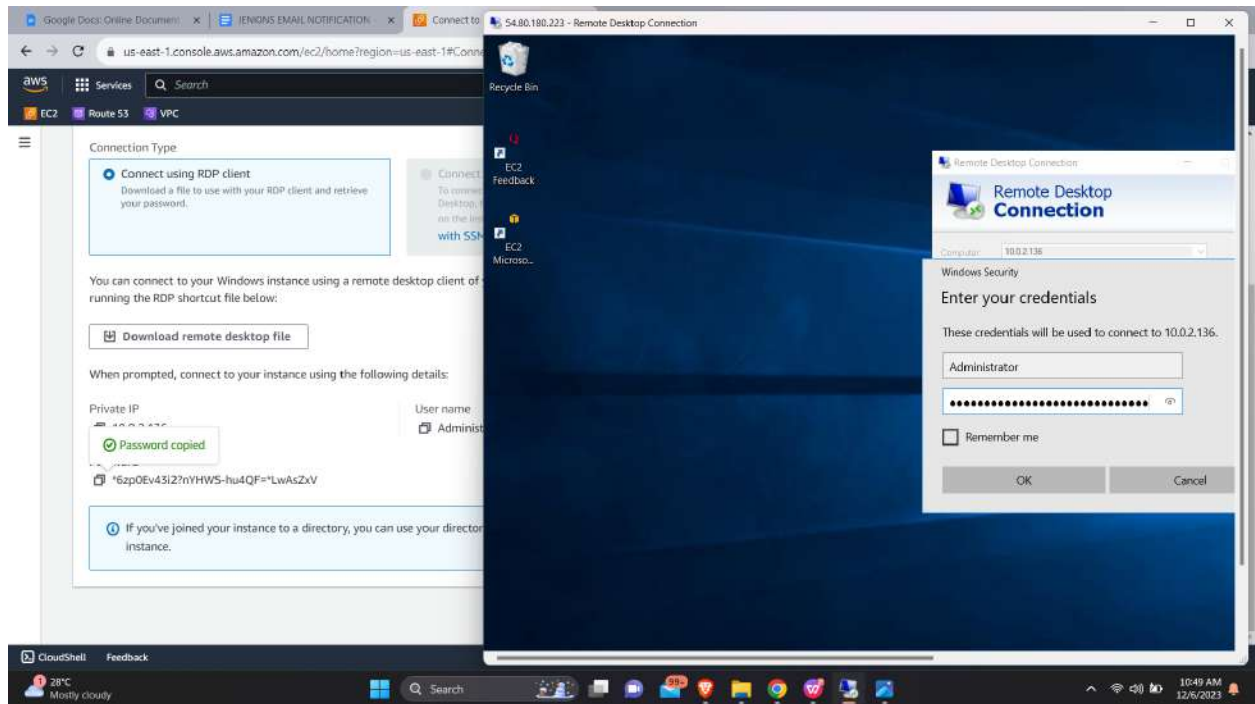 Google Docs: Online Document
JENIONS EMAIL NOTIFICATION
Connect to
54.80.180.223 - Remote Desktop Connection
us-east-1.console.aws.amazon.com/ec2/home?region=us-east-1#Conne
aws
Services
Search
EC2
Route 53
VPC
Connection Type
Connect using RDP client
Download a file to use with your RDP client and retrieve
your password.
Connect
To connect
Desktop,
on the
with SSM
You can connect to your Windows instance using a remote desktop client of
running the RDP shortcut file below:
Download remote desktop file
When prompted, connect to your instance using the following details:
Private IP
User name
Administ
Password copied
*6zp0Ev43i2?nYHWS-hu4QF=*LwAsZxV
If you've joined your instance to a directory, you can use your director
instance.
CloudShell
Feedback
Recycle Bin
EC2
Feedback
EC2
Microso...
Remote Desktop Connection
Remote Desktop
Connection
Computer:
10.0.2.136
Windows Security
Enter your credentials
These credentials will be used to connect to 10.0.2.136.
Administrator
Remember me
OK
Cancel
1
28°C
Mostly cloudy
Search
99+
10:49 AM
12/6/2023